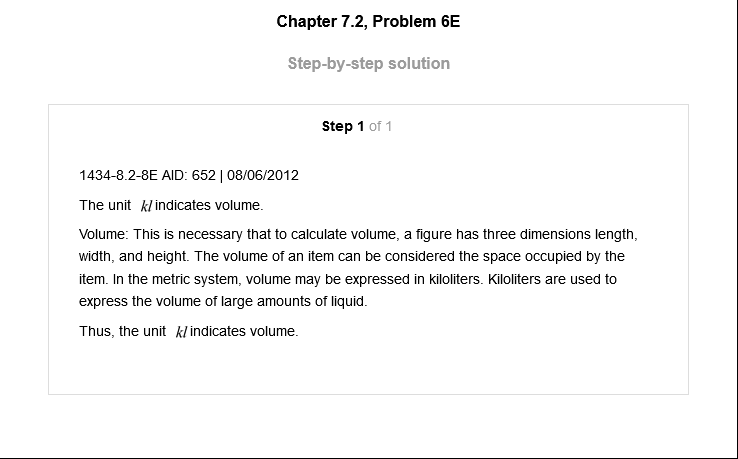 Chapter 7.2, Problem 6E
Step-by-step solution
Step 1 of 1
1434-8.2-8E AID: 652 | 08/06/2012
The unit kl indicates volume.
Volume: This is necessary that to calculate volume, a figure has three dimensions length,
width, and height. The volume of an item can be considered the space occupied by the
item. In the metric system, volume may be expressed in kiloliters. Kiloliters are used to
express the volume of large amounts of liquid.
Thus, the unit kl indicates volume.